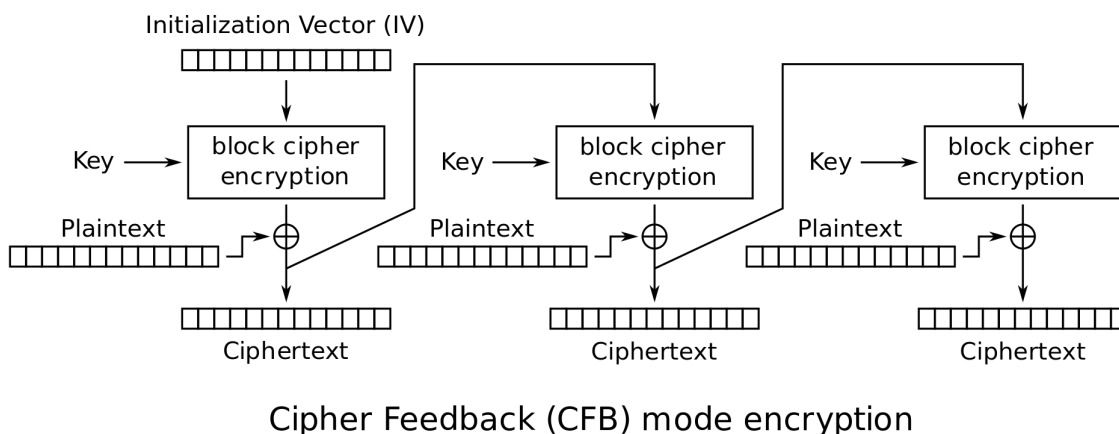 Initialization Vector (IV)
Key
block cipher
encryption
Key
block cipher
encryption
Key
block cipher
encryption
Plaintext
Plaintext
Plaintext
Ciphertext
Ciphertext
Ciphertext
Cipher Feedback (CFB) mode encryption